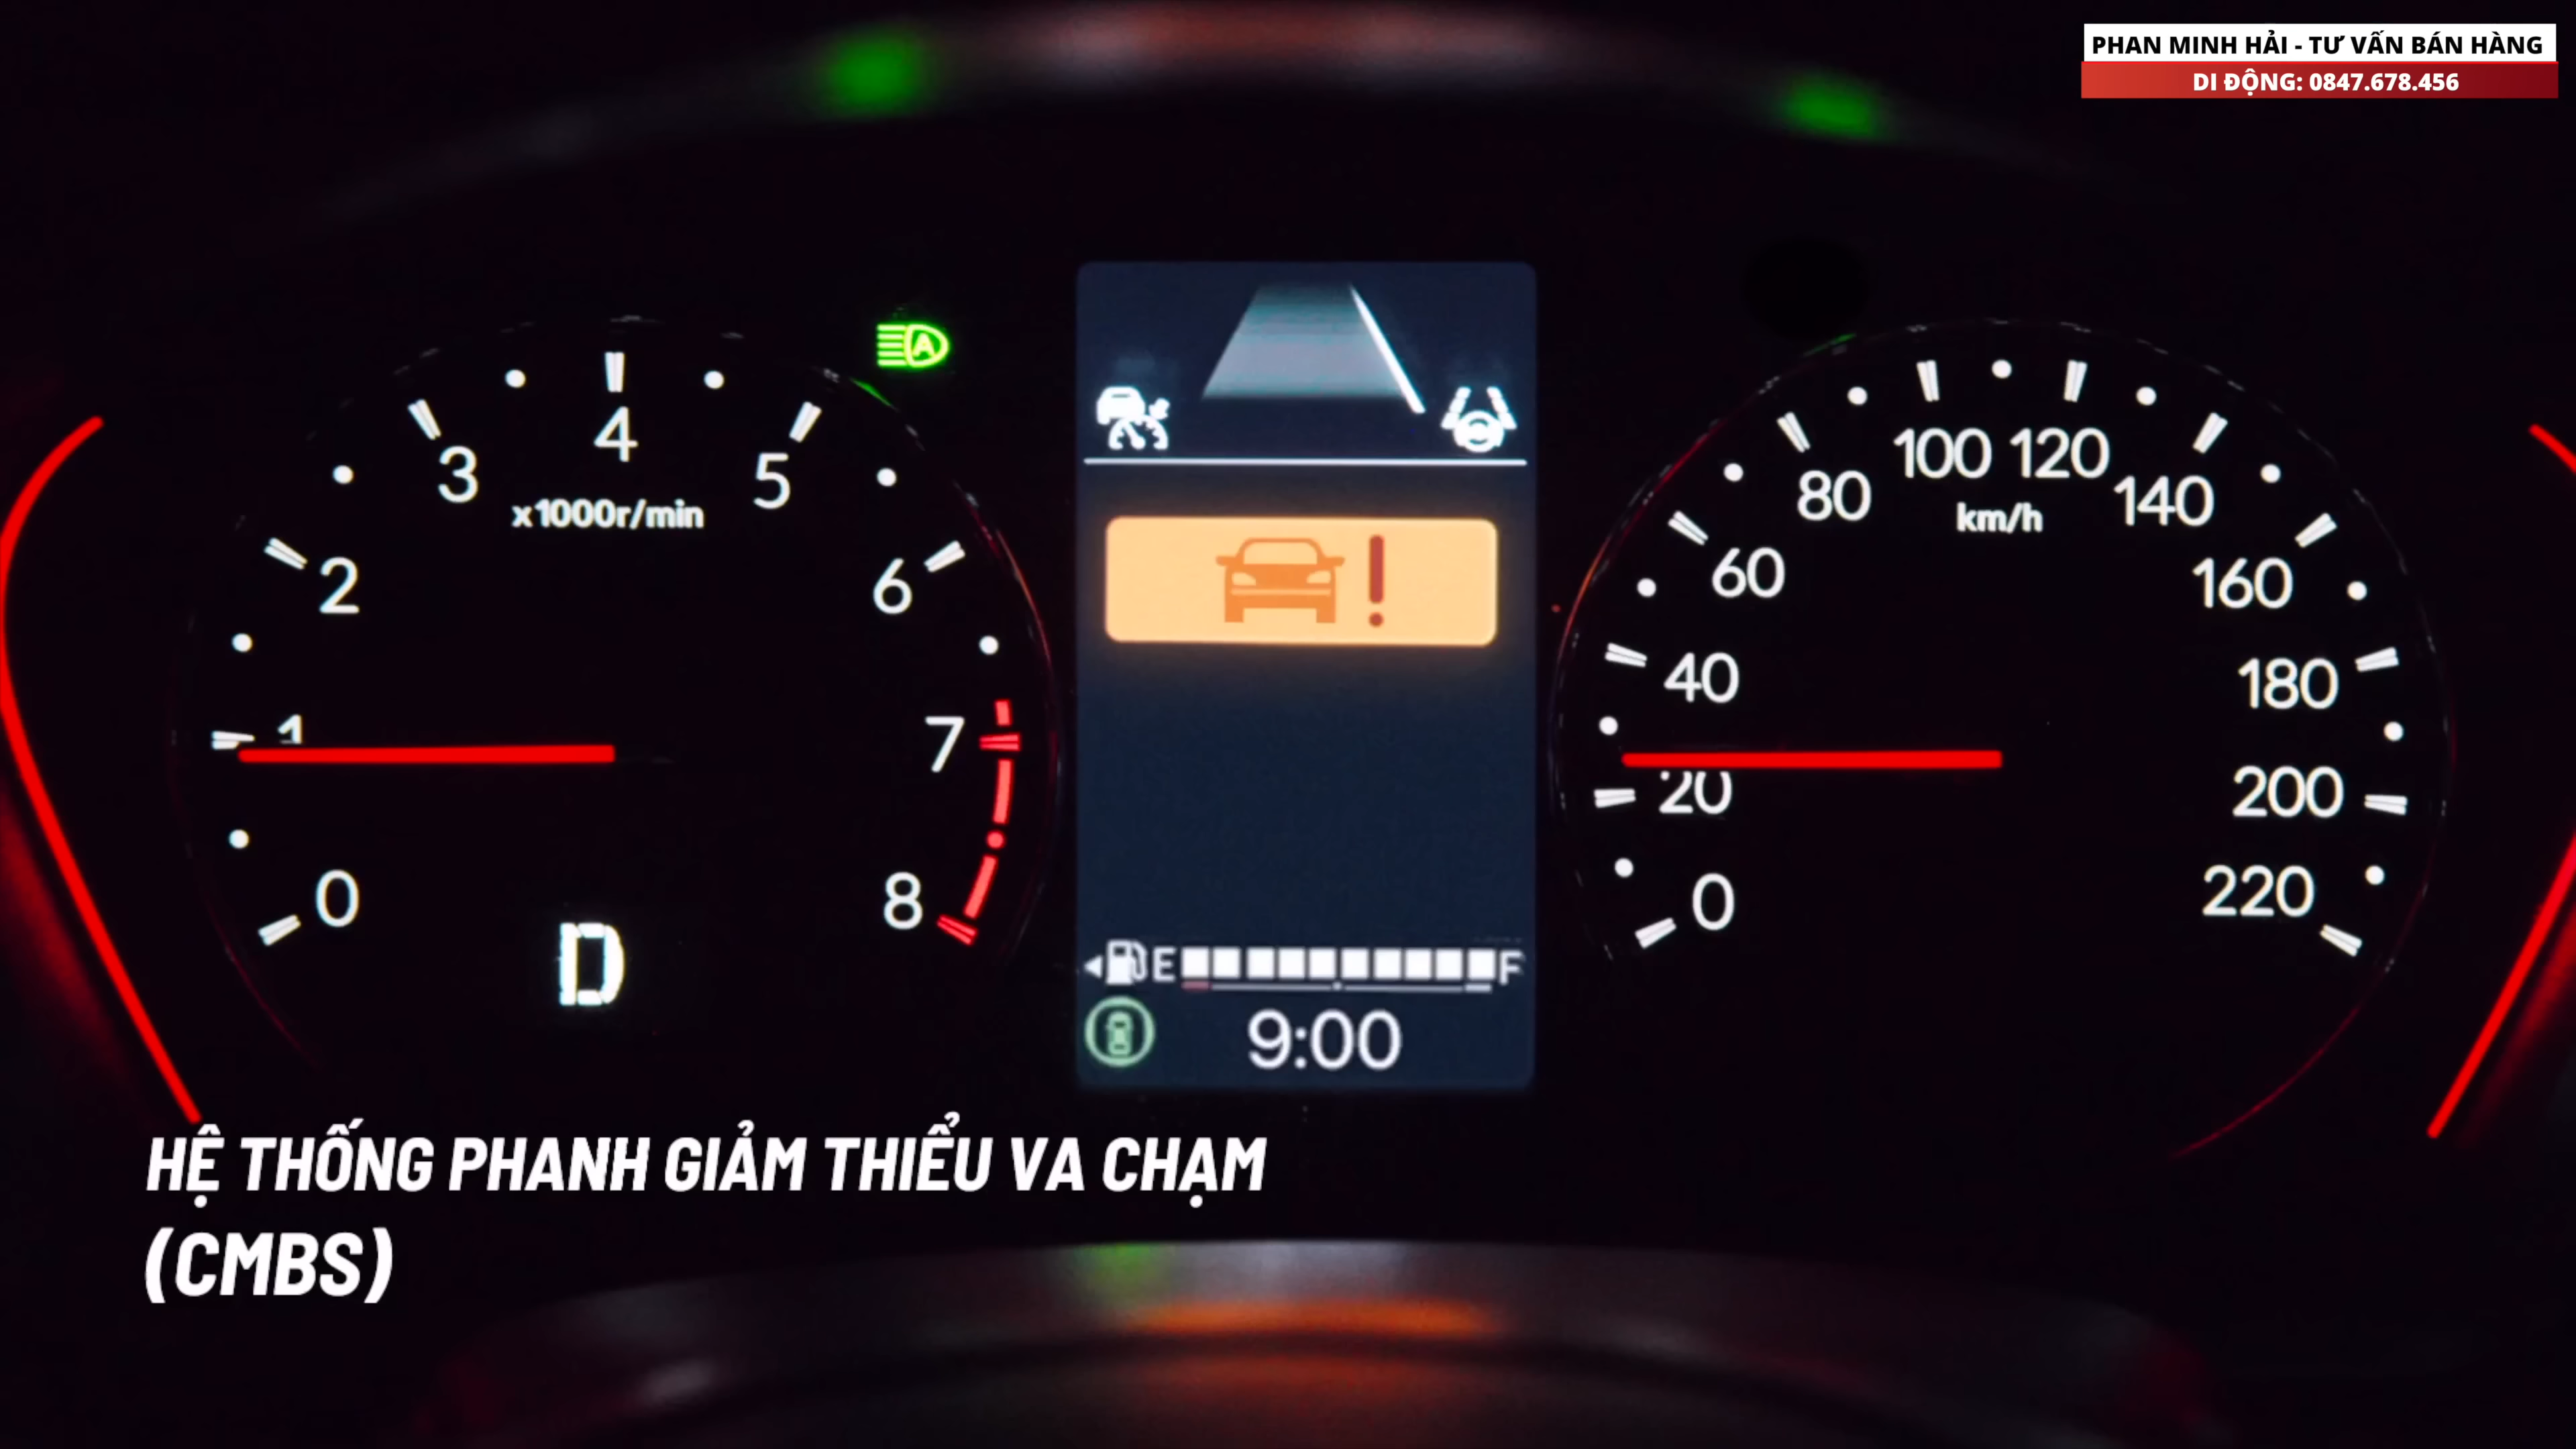 PHAN MINH HẢI - TƯ VẤN BÁN HÀNG
DI ĐỘNG: 0847.678.456
0
1
2
3
4
5
6
7
8
x1000r/min
D
A
E
F
9:00
0
20
40
60
80
100
120
140
160
180
200
220
km/h
HỆ THỐNG PHANH GIẢM THIỂU VA CHẠM
(CMBS)